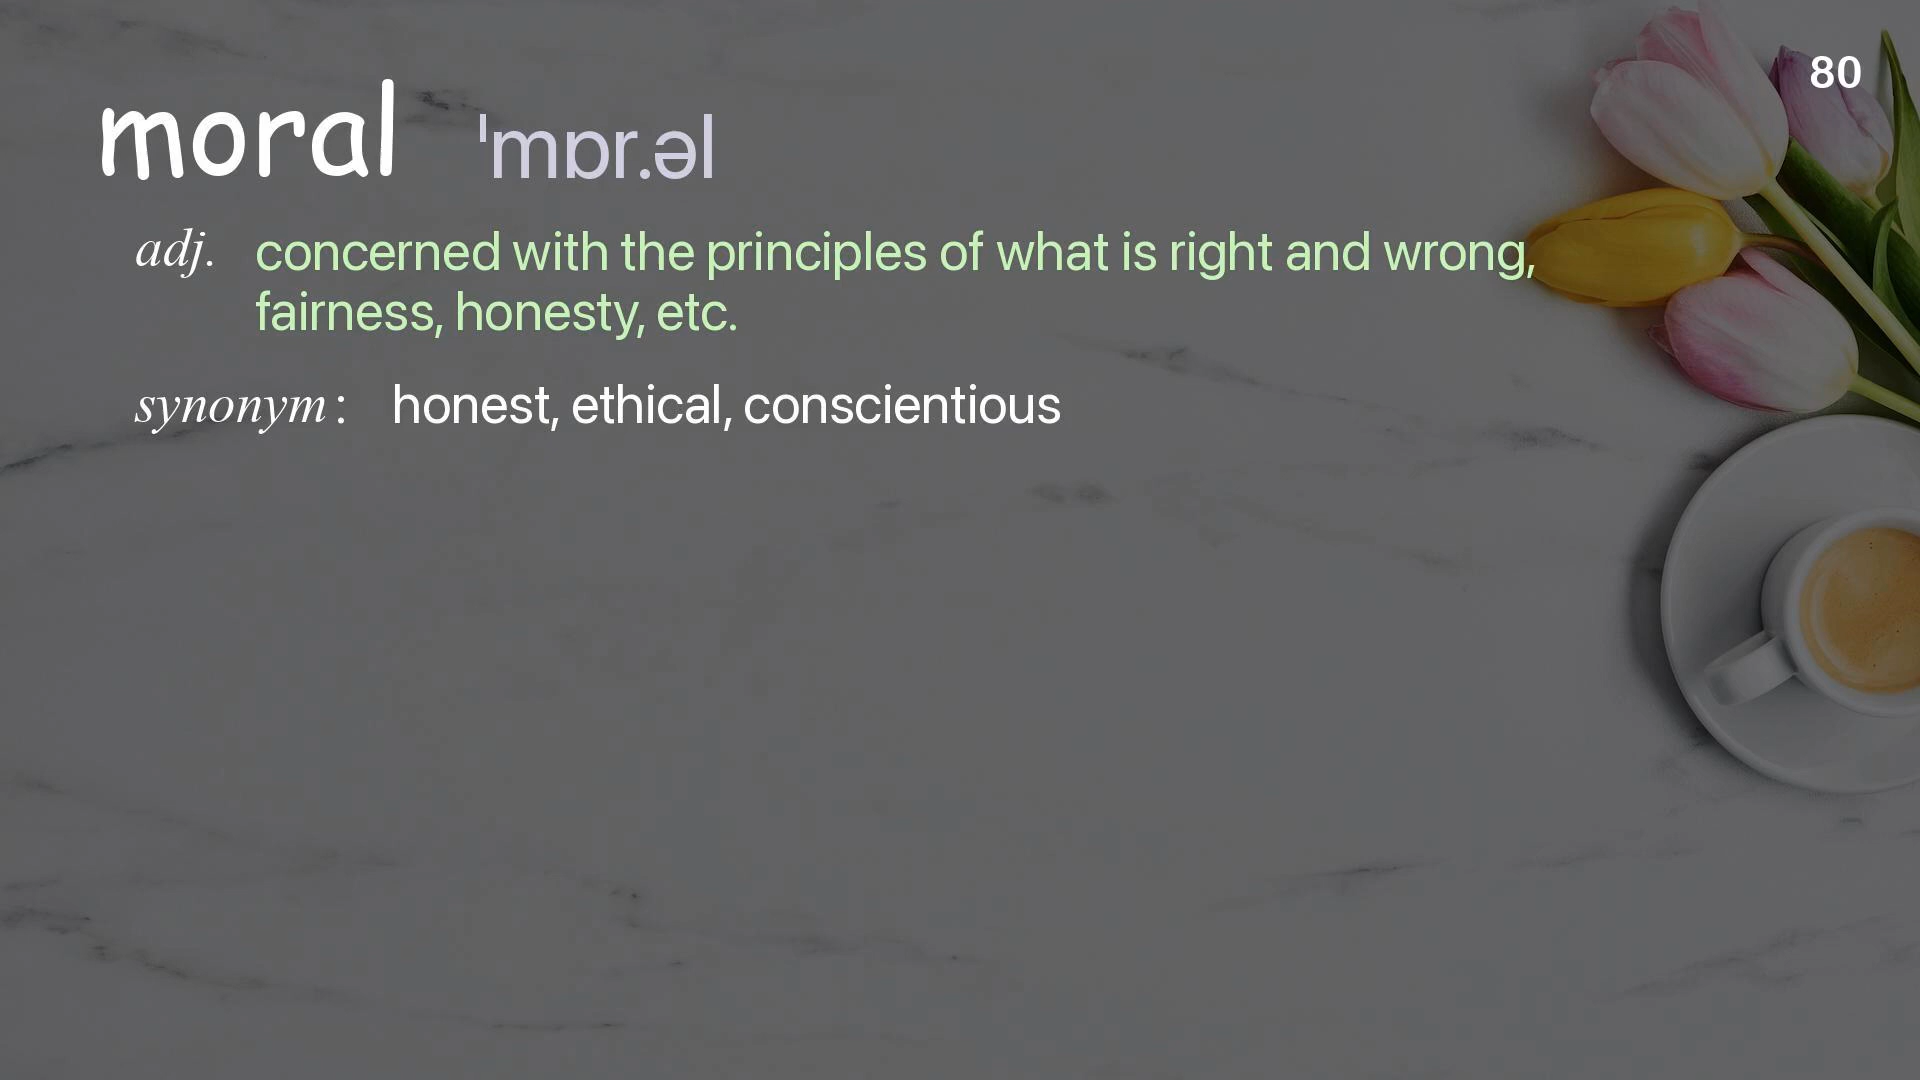 80
moral ˈmɒr.əl
adj. concerned with the principles of what is right and wrong,
fairness, honesty, etc.
synonym: honest, ethical, conscientious